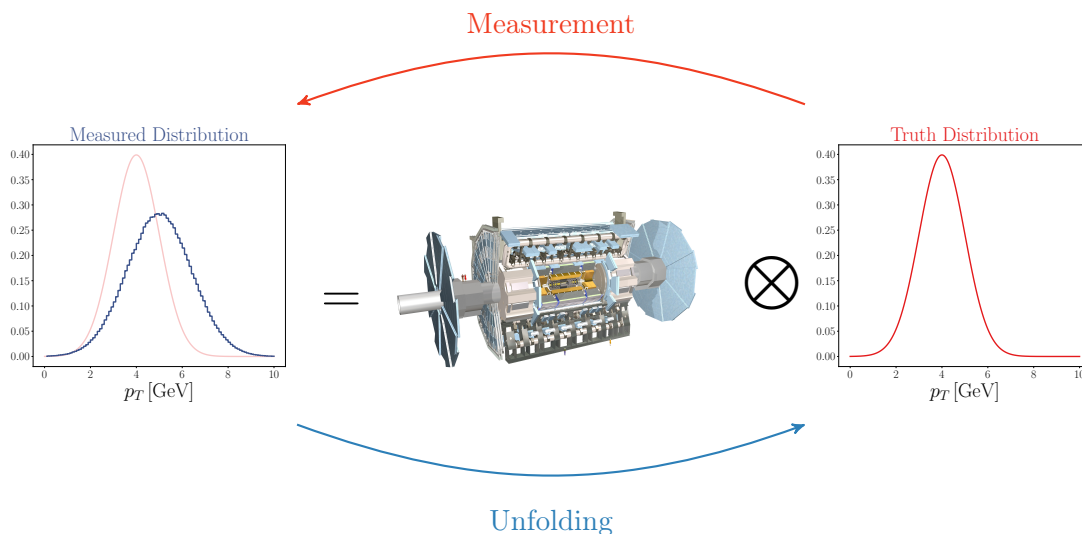 Measurement
Measured Distribution
0.40
0.35
0.30
0.25
0.20
0.15
0.10
0.05
0.00
0 2 4 6 8 10
p_T [GeV]
=
⊗
Truth Distribution
0.40
0.35
0.30
0.25
0.20
0.15
0.10
0.05
0.00
0 2 4 6 8 10
p_T [GeV]
Unfolding